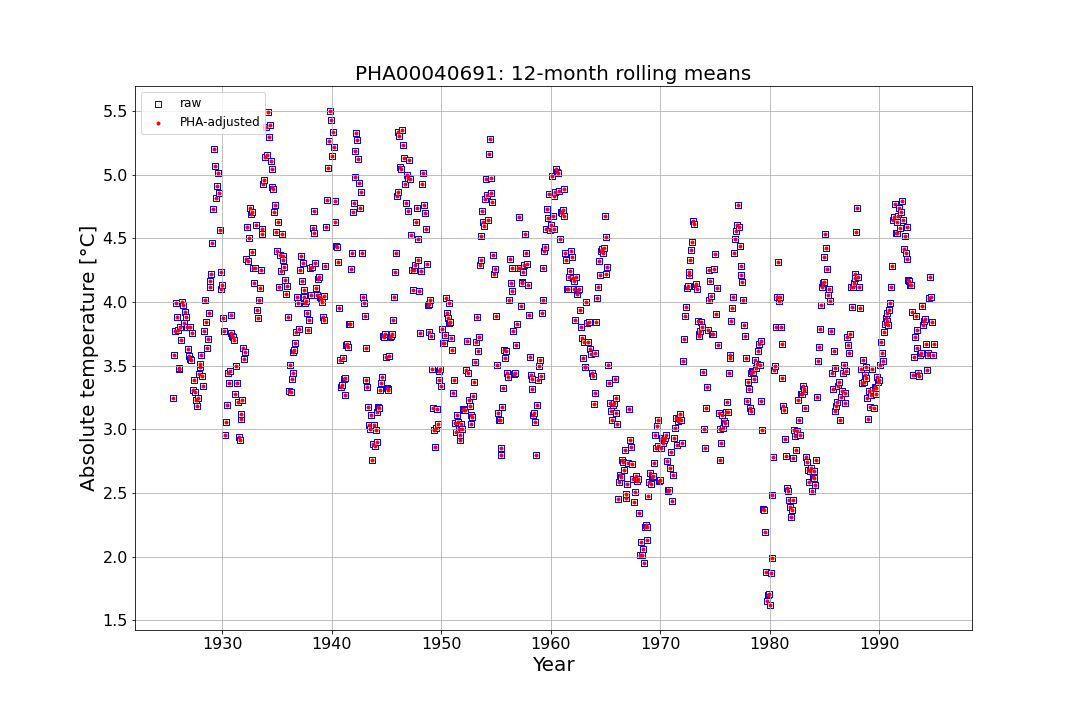 PHA00040691: 12-month rolling means
raw
PHA-adjusted
Absolute temperature [°C]
5.5
5.0
4.5
4.0
3.5
3.0
2.5
2.0
1.5
1930 1940 1950 1960 1970 1980 1990
Year